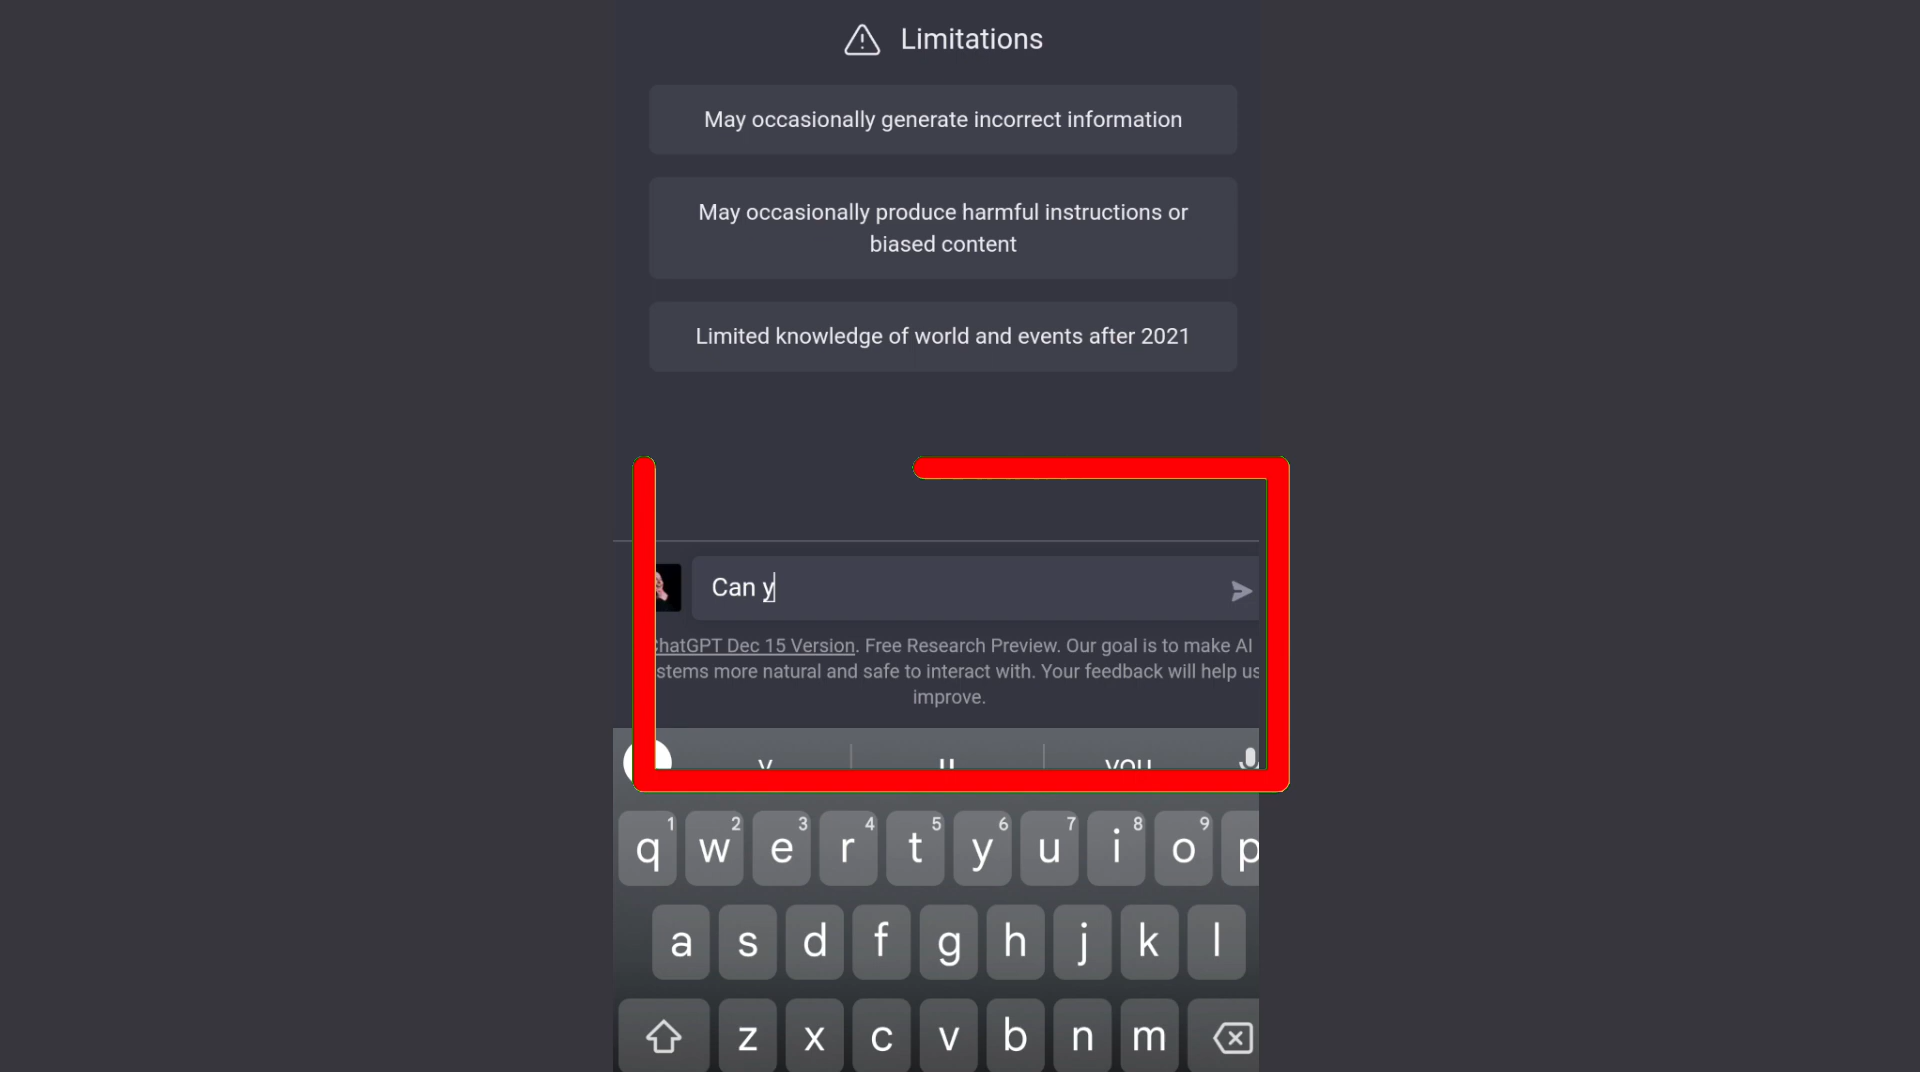 Limitations
May occasionally generate incorrect information
May occasionally produce harmful instructions or
biased content
Limited knowledge of world and events after 2021
Can y
hatGPT Dec 15 Version. Free Research Preview. Our goal is to make AI
stems more natural and safe to interact with. Your feedback will help us
improve.
y u you
1 2 3 4 5 6 7 8 9
q w e r t y u i o p
a s d f g h j k l
z x c v b n m